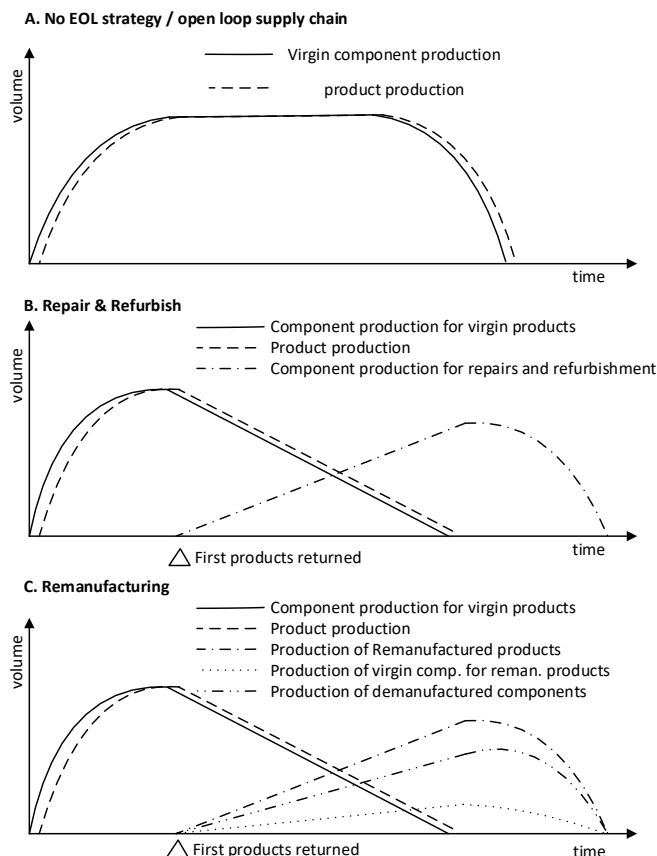 A. No EOL strategy / open loop supply chain
Virgin component production
product production
volume
time
B. Repair & Refurbish
Component production for virgin products
Product production
Component production for repairs and refurbishment
volume
time
First products returned
C. Remanufacturing
Component production for virgin products
Product production
Production of Remanufactured products
Production of virgin comp. for reman. products
Production of demanufactured components
volume
time
First products returned